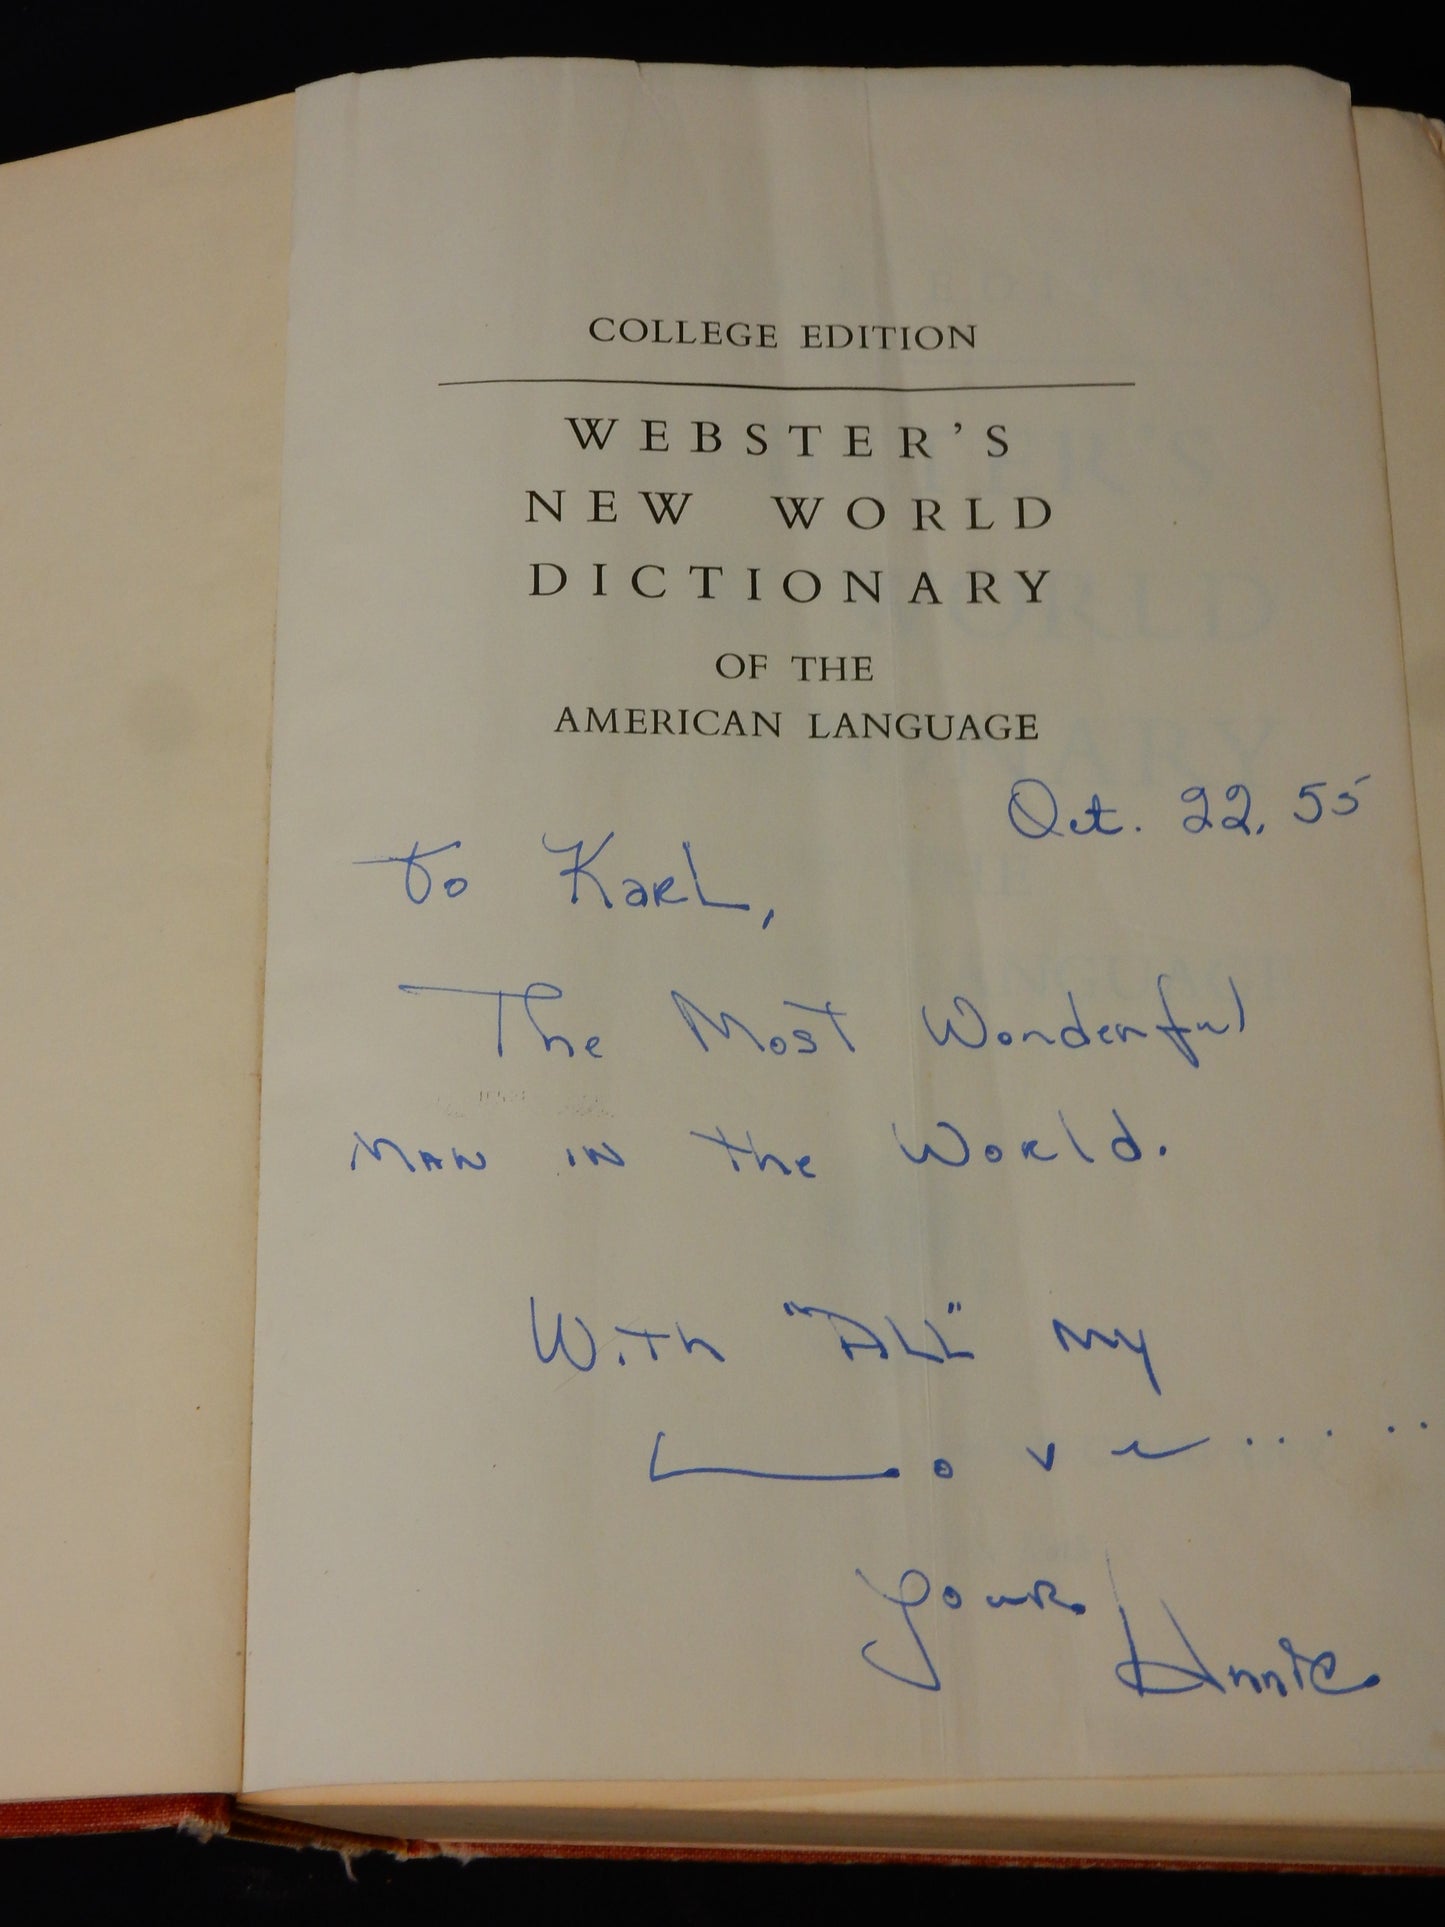 COLLEGE EDITION
WEBSTER'S
NEW WORLD
DICTIONARY
OF THE
AMERICAN LANGUAGE
Oct. 22, 55
To Karl,
The Most Wonderful
Man in the World.
With "ALL" my
Love......
Your
Annie